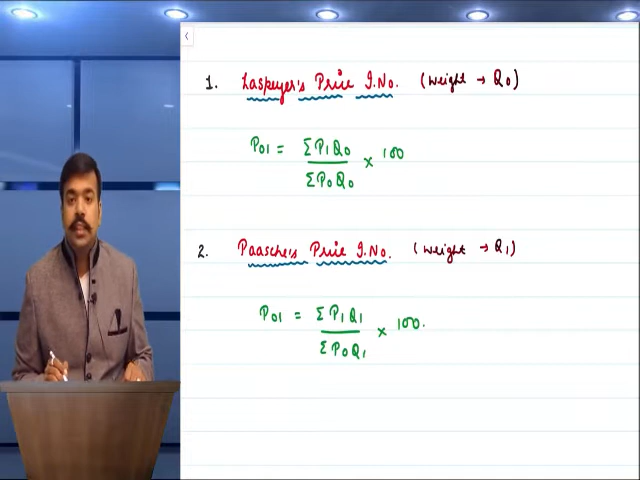 1. Laspeyer's Price I.No. (Weight → Q0)
P01 = ΣP1Q0 / ΣP0Q0 × 100
2. Paasche's Price I.No. (Weight → Q1)
P01 = ΣP1Q1 / ΣP0Q1 × 100.